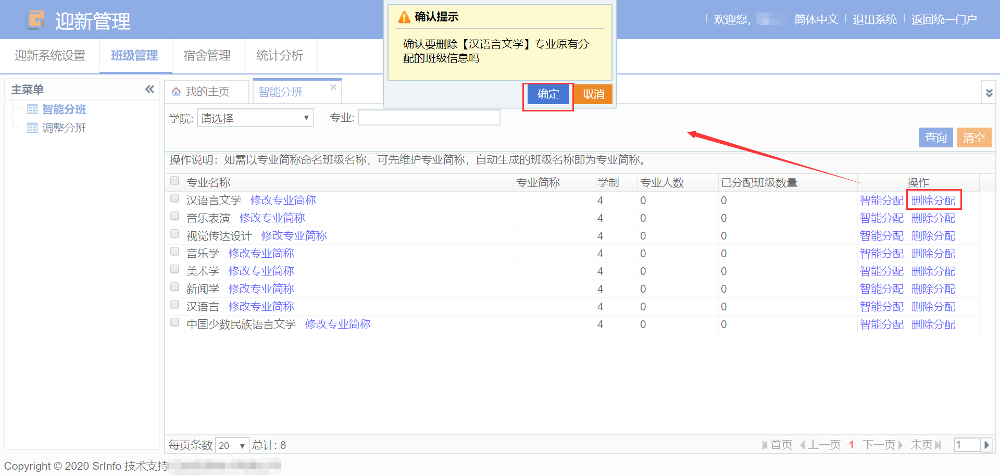 迎新管理
欢迎您, 简体中文 退出系统 返回统一门户
确认提示
确认要删除【汉语言文学】专业原有分
配的班级信息吗
确定 取消
迎新系统设置 班级管理 宿舍管理 统计分析
主菜单
智能分班
调整分班
我的主页 智能分班
学院: 请选择 专业:
查询 清空
操作说明：如需以专业简称命名班级名称，可先维护专业简称，自动生成的班级名称即为专业简称。
专业名称 专业简称 学制 专业人数 已分配班级数量 操作
汉语言文学 修改专业简称 4 0 0 智能分配 删除分配
音乐表演 修改专业简称 4 0 0 智能分配 删除分配
视觉传达设计 修改专业简称 4 0 0 智能分配 删除分配
音乐学 修改专业简称 4 0 0 智能分配 删除分配
美术学 修改专业简称 4 0 0 智能分配 删除分配
新闻学 修改专业简称 4 0 0 智能分配 删除分配
汉语言 修改专业简称 4 0 0 智能分配 删除分配
中国少数民族语言文学 修改专业简称 4 0 0 智能分配 删除分配
每页条数 20 总计: 8 首页 上一页 1 下一页 末页 1
Copyright © 2020 SrInfo 技术支持